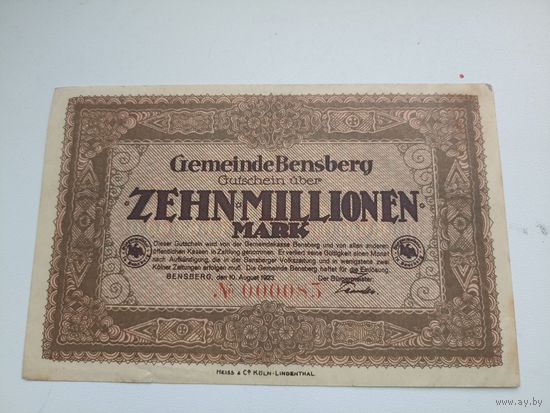 Gemeinde Bensberg
Gutschein über
ZEHN·MILLIONEN·
MARK
Dieser Gutschein wird von der Gemeindekasse Bensberg und von allen anderen
öffentlichen Kassen in Zahlung genommen. Er verliert seine Gültigkeit einen Monat
nach Aufkündigung, die in der Bensberger Volkszeitung und in wenigstens zwei
Kölner Zeitungen erfolgen muß. Die Gemeinde Bensberg haftet für die Einlösung.
BENSBERG, den 10. August 1923. Der Bürgermeister
№ 000085
HEISS & Cº KÖLN-LINDENTHAL
www.ay.by